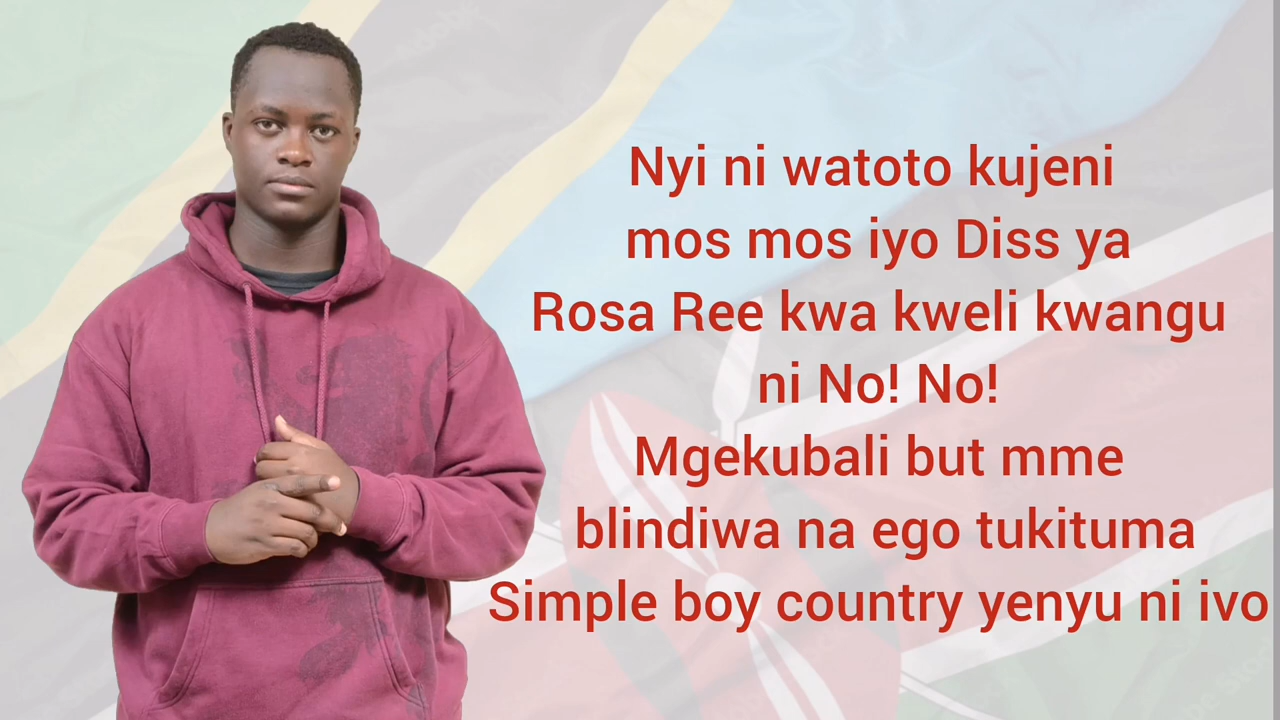 Nyi ni watoto kujeni
mos mos iyo Diss ya
Rosa Ree kwa kweli kwangu
ni No! No!
Mgekubali but mme
blindiwa na ego tukituma
Simple boy country yenyu ni ivo